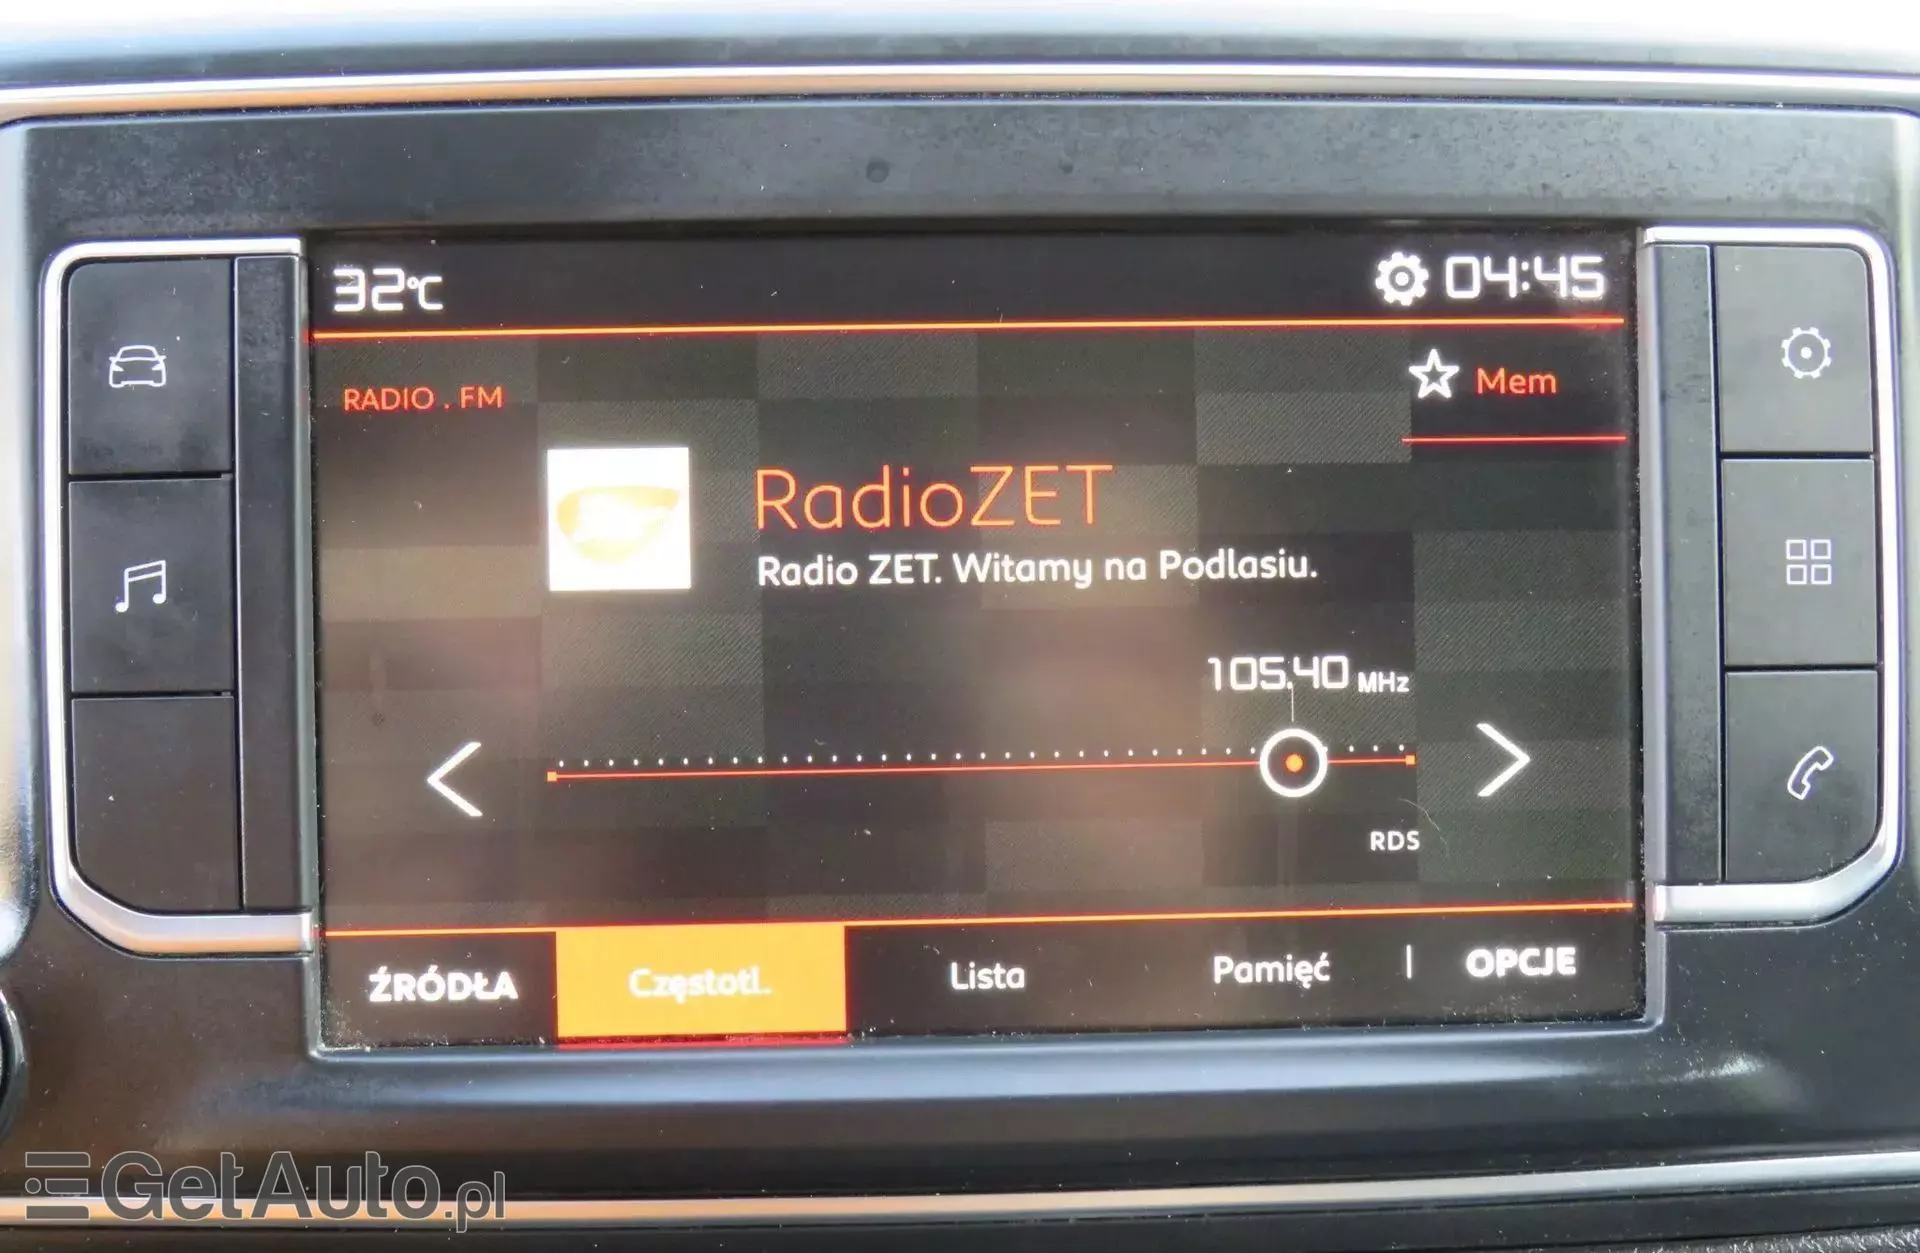 32°C
04:45
RADIO . FM
Mem
RadioZET
Radio ZET. Witamy na Podlasiu.
105.40 MHz
RDS
ŹRÓDŁA
Częstotl.
Lista
Pamięć
OPCJE
GetAuto.pl